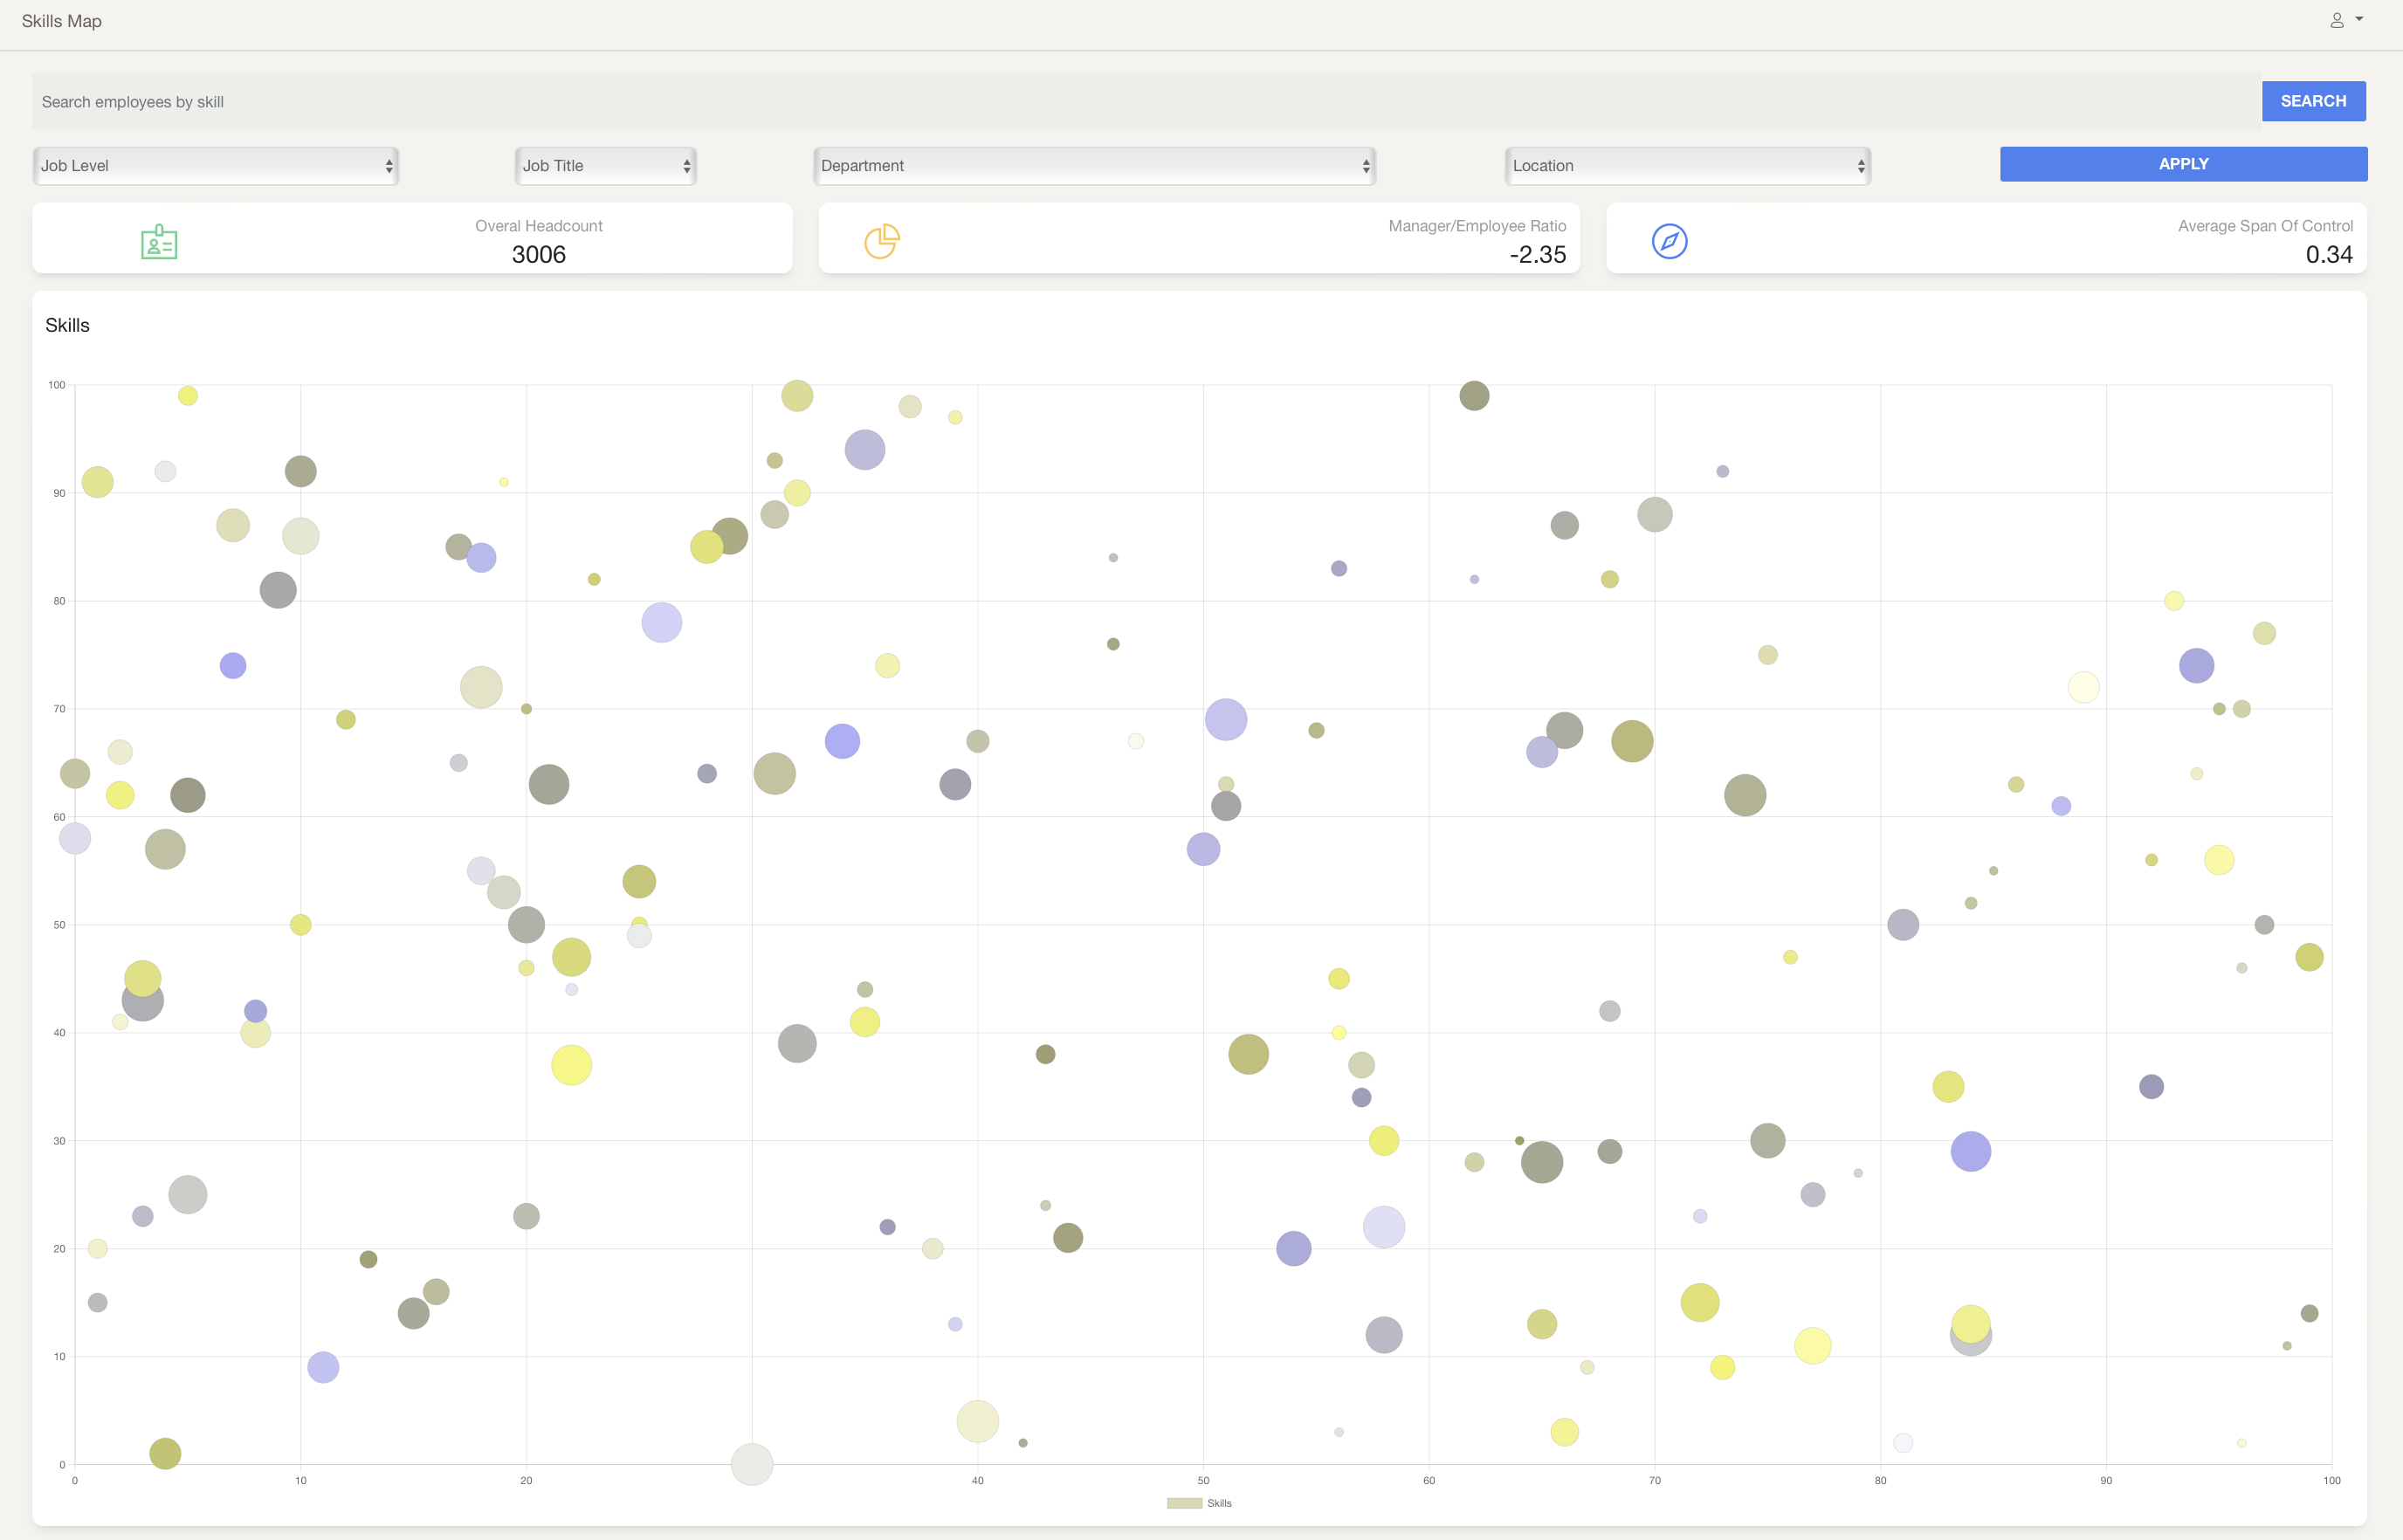 Skills Map
Search employees by skill
SEARCH
Job Level
Job Title
Department
Location
APPLY
Overal Headcount
3006
Manager/Employee Ratio
-2.35
Average Span Of Control
0.34
Skills
100
90
80
70
60
50
40
30
20
10
0
0 10 20 40 50 60 70 80 90 100
Skills